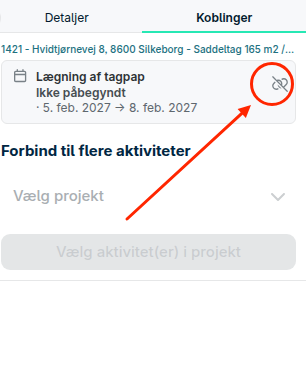 Detaljer
Koblinger
1421 - Hvidtjørnevej 8, 8600 Silkeborg - Saddeltag 165 m2 /...
Lægning af tagpap
Ikke påbegyndt
· 5. feb. 2027 → 8. feb. 2027
Forbind til flere aktiviteter
Vælg projekt
Vælg aktivitet(er) i projekt